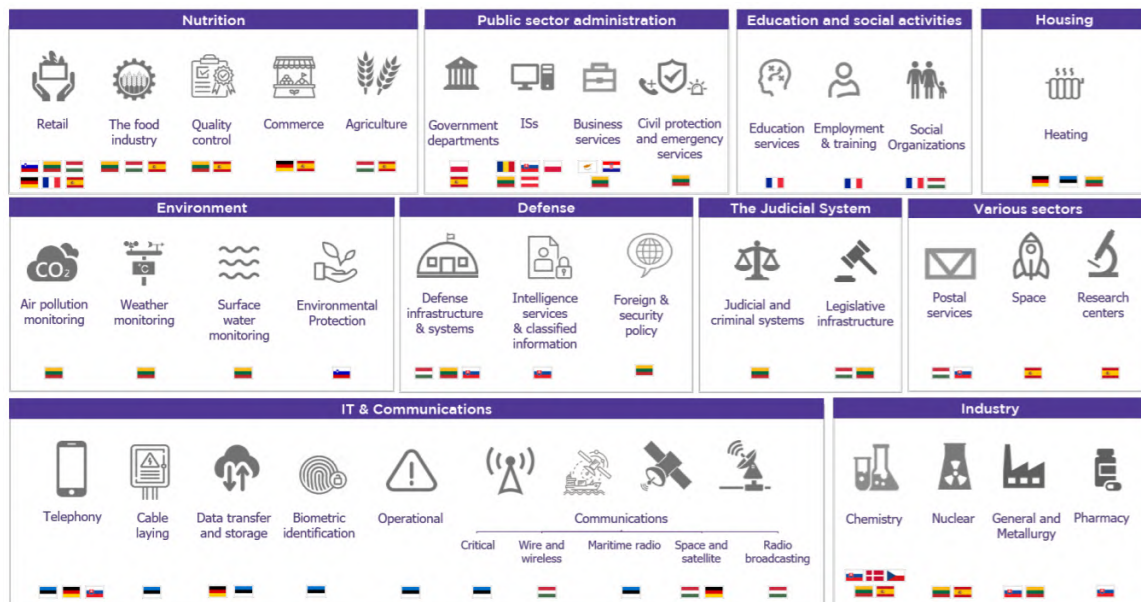 Nutrition
Public sector administration
Education and social activities
Housing
Retail
The food
industry
Quality
control
Commerce
Agriculture
Government
departments
ISs
Business
services
Civil protection
and emergency
services
Education
services
Employment
& training
Social
Organizations
Heating
Environment
Defense
The Judicial System
Various sectors
CO2
°C
Air pollution
monitoring
Weather
monitoring
Surface
water
monitoring
Environmental
Protection
Defense
infrastructure
& systems
Intelligence
services
& classified
information
Foreign &
security
policy
Judicial and
criminal systems
Legislative
infrastructure
Postal
services
Space
Research
centers
IT & Communications
Industry
Telephony
Cable
laying
Data transfer
and storage
Biometric
identification
Operational
Communications
Critical
Wire and
wireless
Maritime radio
Space and
satellite
Radio
broadcasting
Chemistry
Nuclear
General and
Metallurgy
Pharmacy